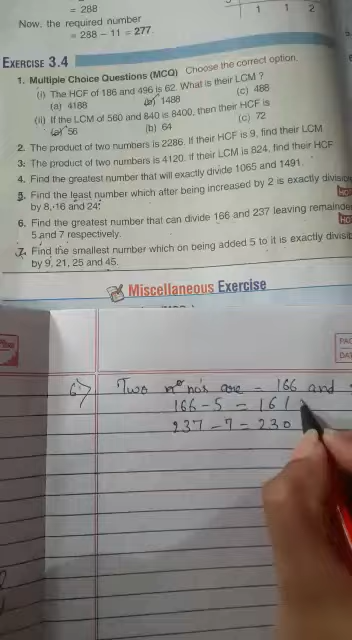 = 288
Now, the required number
= 288 − 11 = 277.
1 1 2
EXERCISE 3.4
1. Multiple Choice Questions (MCQ) Choose the correct option.
(i) The HCF of 186 and 496 is 62. What is their LCM ?
(a) 4188 (b) 1488 (c) 488
(ii) If the LCM of 560 and 840 is 8400, then their HCF is
(a) 56 (b) 64 (c) 72
2. The product of two numbers is 2286. If their HCF is 9, find their LCM
3. The product of two numbers is 4120. If their LCM is 824, find their HCF
4. Find the greatest number that will exactly divide 1065 and 1491.
5. Find the least number which after being increased by 2 is exactly
by 8, 16 and 24.
6. Find the greatest number that can divide 166 and 237 leaving
5 and 7 respectively.
7. Find the smallest number which on being added 5 to it is exactly
by 9, 21, 25 and 45.
Miscellaneous Exercise
6) Two no's are = 166 and
166 - 5 = 161
237 - 7 = 230